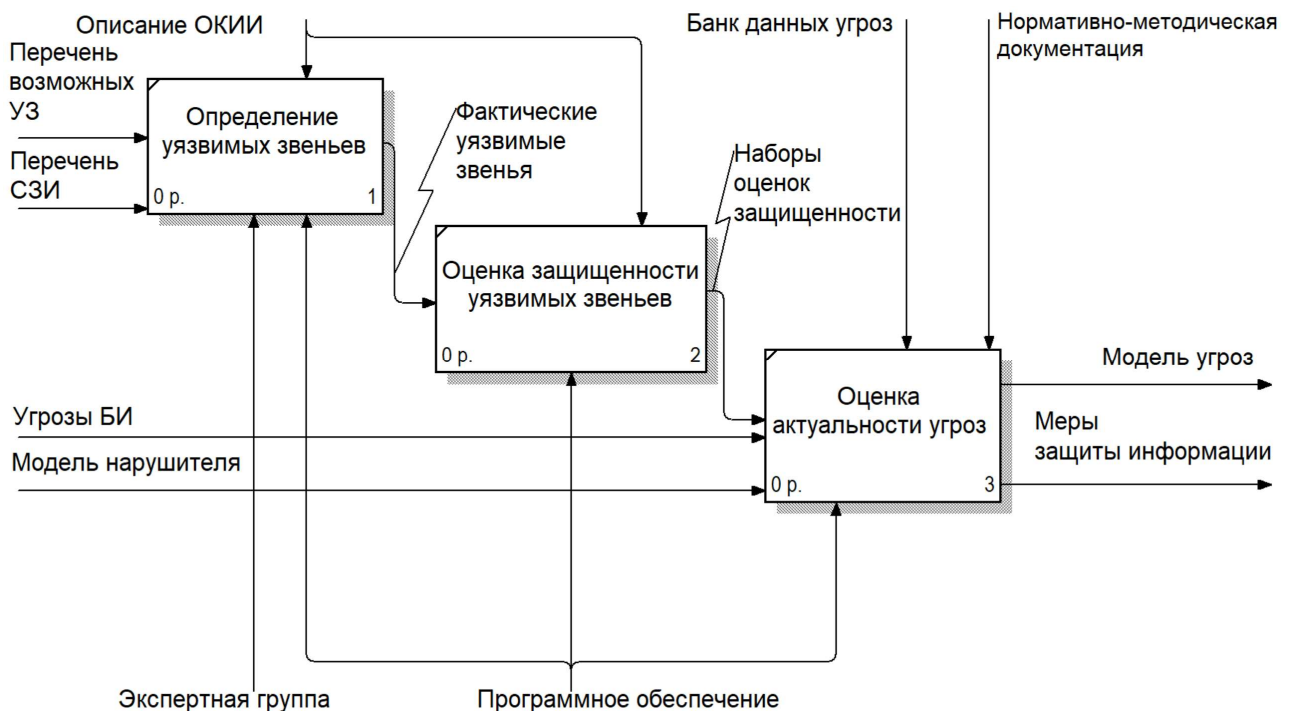 Описание ОКИИ
Банк данных угроз
Нормативно-методическая
документация
Перечень
возможных
УЗ
Перечень
СЗИ
Определение
уязвимых звеньев
0 р.
1
Фактические
уязвимые
звенья
Наборы
оценок
защищенности
Оценка защищенности
уязвимых звеньев
0 р.
2
Угрозы БИ
Модель нарушителя
Оценка
актуальности угроз
0 р.
3
Модель угроз
Меры
защиты информации
Экспертная группа
Программное обеспечение